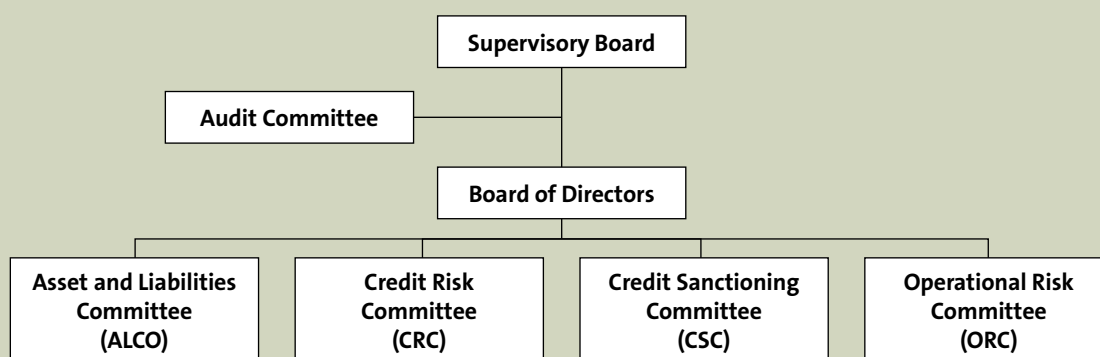 Supervisory Board
Audit Committee
Board of Directors
Asset and Liabilities
Committee
(ALCO)
Credit Risk
Committee
(CRC)
Credit Sanctioning
Committee
(CSC)
Operational Risk
Committee
(ORC)